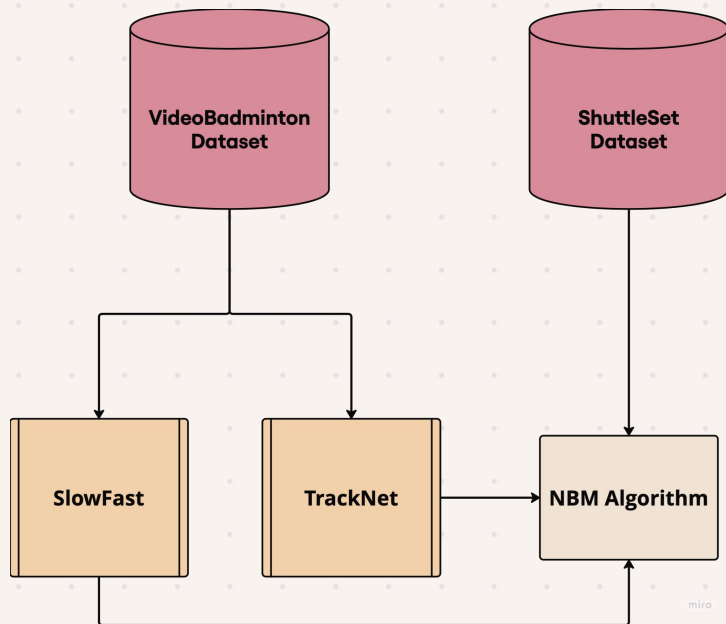 VideoBadminton
Dataset
ShuttleSet
Dataset
SlowFast
TrackNet
NBM Algorithm
miro